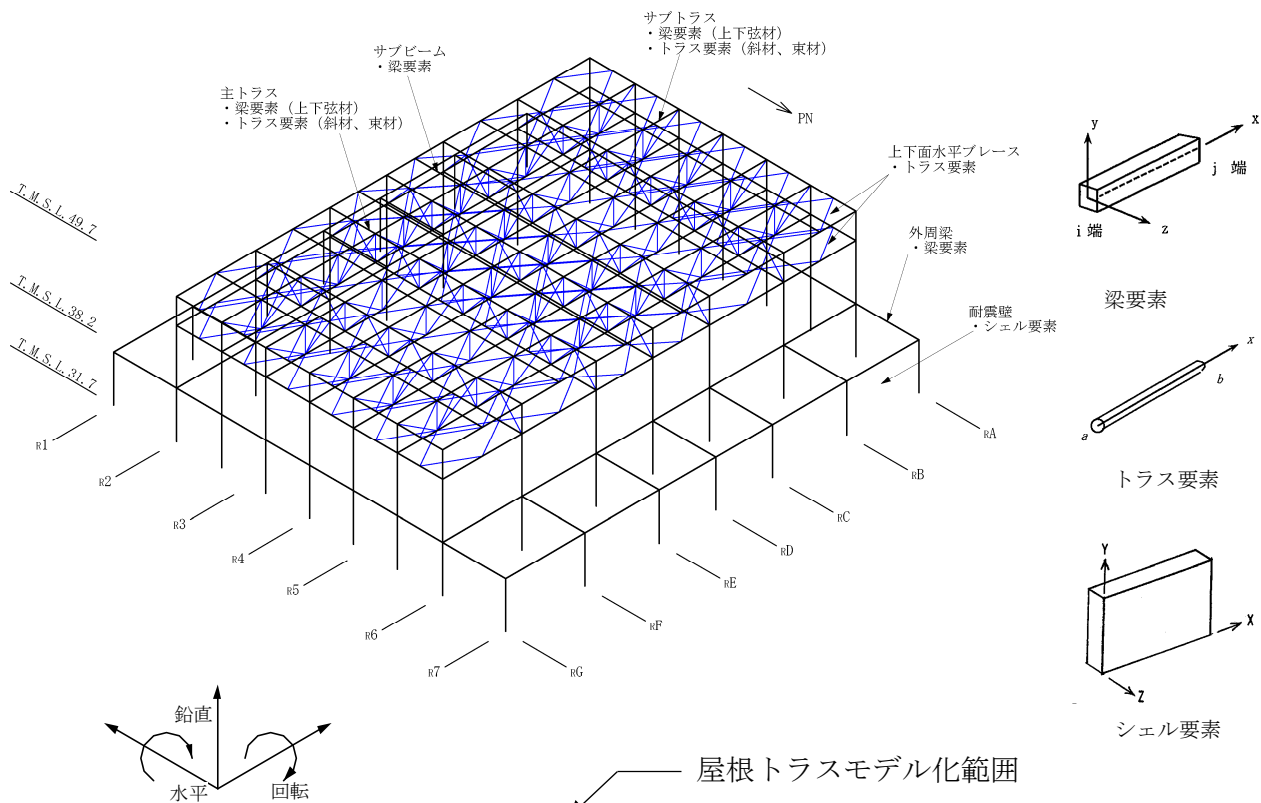 サブトラス
・梁要素（上下弦材）
・トラス要素（斜材、束材）
サブビーム
・梁要素
主トラス
・梁要素（上下弦材）
・トラス要素（斜材、束材）
PN
上下面水平ブレース
・トラス要素
外周梁
・梁要素
耐震壁
・シェル要素
T.M.S.L.49.7
T.M.S.L.38.2
T.M.S.L.31.7
R1
R2
R3
R4
R5
R6
R7
RA
RB
RC
RD
RE
RF
RG
y
x
j 端
i 端
z
梁要素
x
b
a
トラス要素
Y
X
Z
シェル要素
鉛直
水平
回転
屋根トラスモデル化範囲